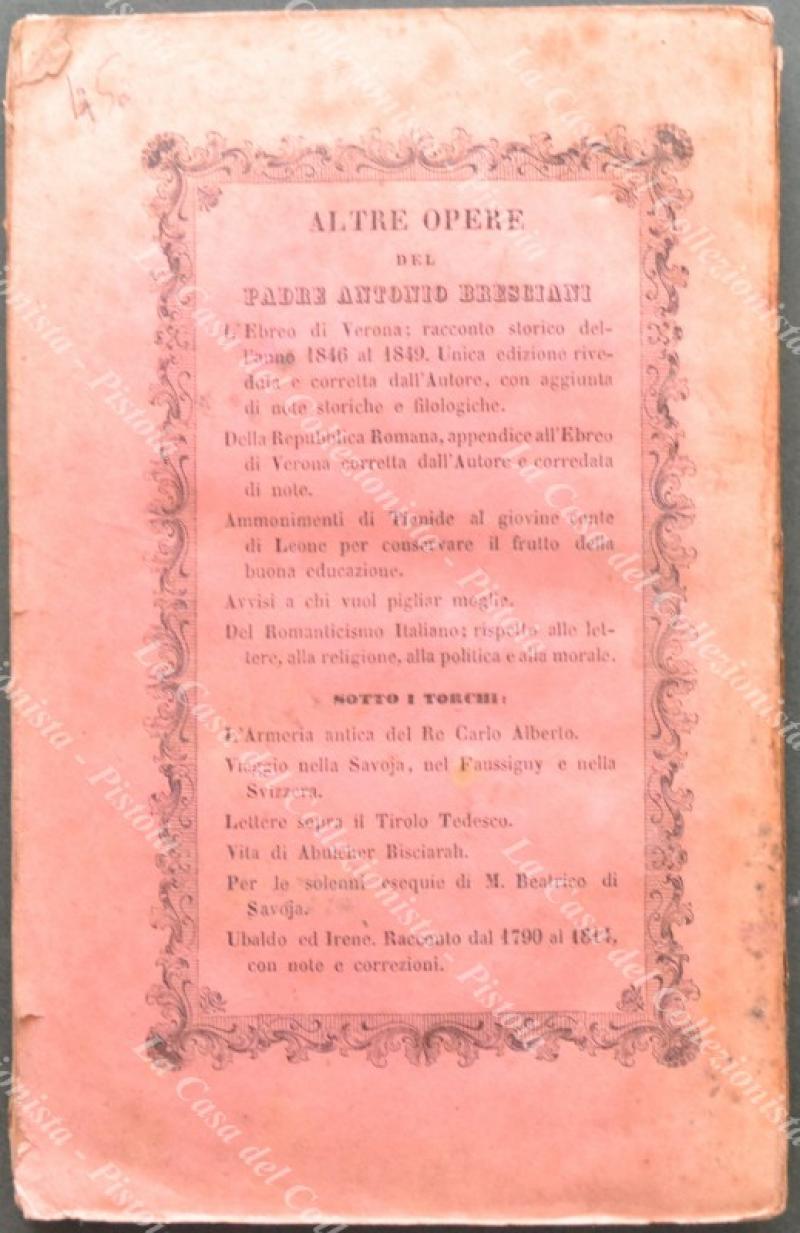 45
ALTRE OPERE
DEL
PADRE ANTONIO BRESCIANI
L'Ebreo di Verona; racconto storico del-
l'anno 1846 al 1849. Unica edizione rive-
duta e corretta dall'Autore, con aggiunta
di note storiche e filologiche.
Della Repubblica Romana, appendice all'Ebreo
di Verona corretta dall'Autore e corredata
di note.
Ammonimenti di Tionide al giovine conte
di Leone per conservare il frutto della
buona educazione.
Avvisi a chi vuol pigliar moglie.
Del Romanticismo Italiano; rispetto alle let-
tere, alla religione, alla politica e alla morale.
SOTTO I TORCHI:
L'Armeria antica del Re Carlo Alberto.
Viaggio nella Savoja, nel Faussigny e nella
Svizzera.
Lettere sopra il Tirolo Tedesco.
Vita di Abulcher Bisciarah.
Per le solenni esequie di M. Beatrice di
Savoja.
Ubaldo ed Irene. Racconto dal 1790 al 1814,
con note e correzioni.
La Casa del Collezionista - Pistoia